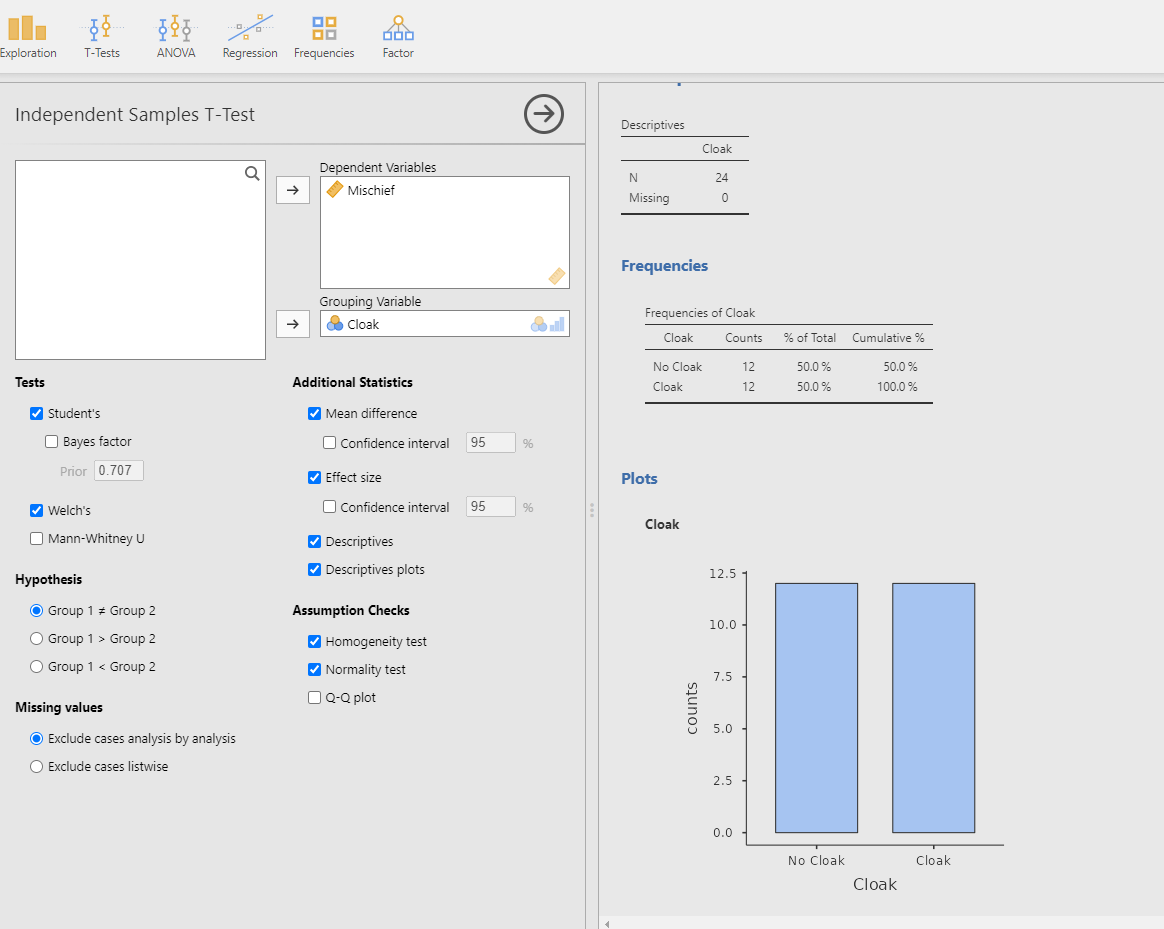 Exploration T-Tests ANOVA Regression Frequencies Factor
Independent Samples T-Test
Dependent Variables
Mischief
Grouping Variable
Cloak
Tests
Student's
Bayes factor
Prior 0.707
Welch's
Mann-Whitney U
Hypothesis
Group 1 ≠ Group 2
Group 1 > Group 2
Group 1 < Group 2
Missing values
Exclude cases analysis by analysis
Exclude cases listwise
Additional Statistics
Mean difference
Confidence interval 95 %
Effect size
Confidence interval 95 %
Descriptives
Descriptives plots
Assumption Checks
Homogeneity test
Normality test
Q-Q plot
Descriptives
Cloak
N 24
Missing 0
Frequencies
Frequencies of Cloak
Cloak Counts % of Total Cumulative %
No Cloak 12 50.0 % 50.0 %
Cloak 12 50.0 % 100.0 %
Plots
Cloak
12.5
10.0
7.5
5.0
2.5
0.0
counts
No Cloak Cloak
Cloak